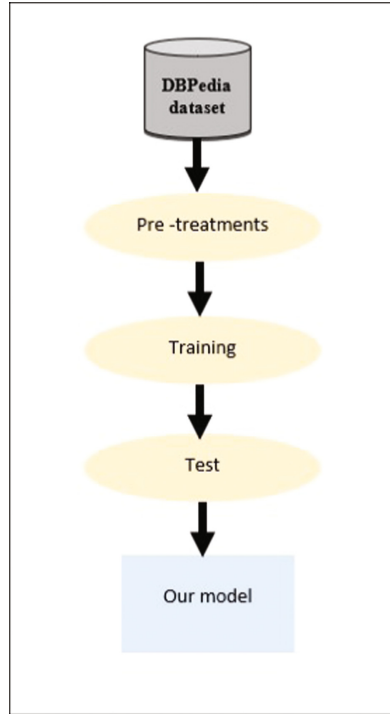 DBPedia
dataset
Pre -treatments
Training
Test
Our model